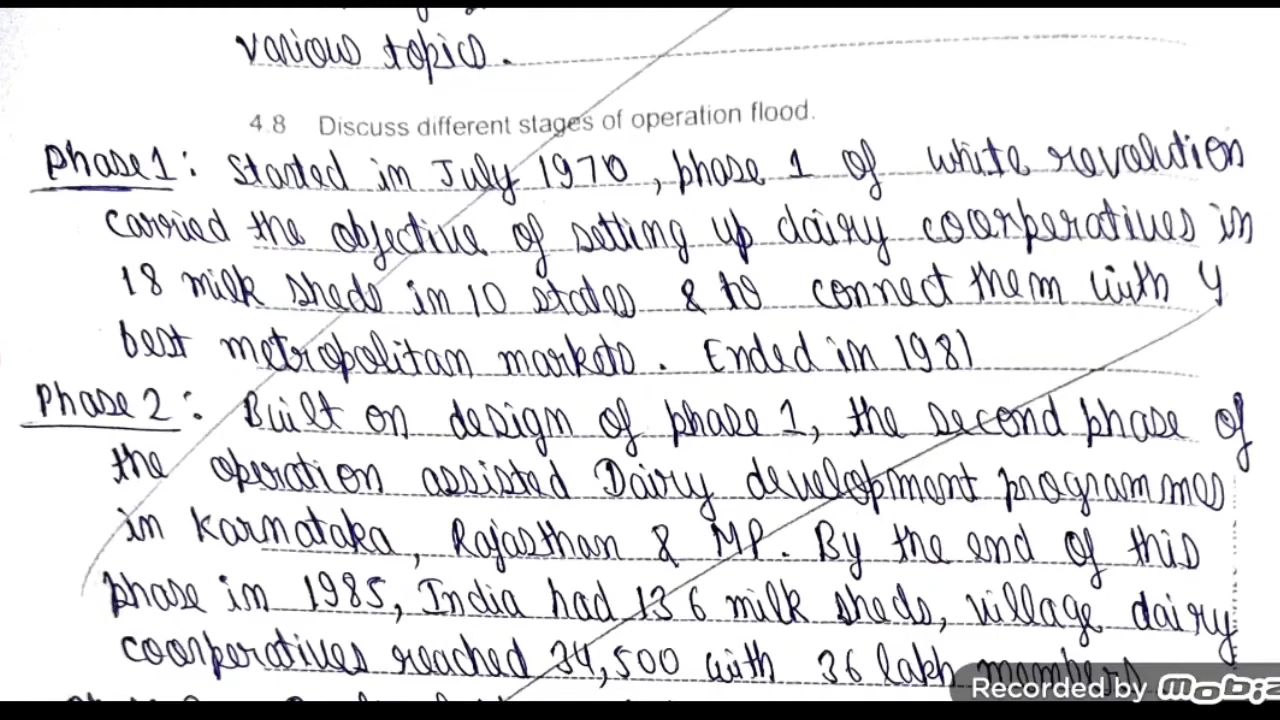 various topics.
4.8 Discuss different stages of operation flood.
Phase 1: Started in July 1970, phase 1 of white revolution
carried the objective of setting up dairy coorperatives in
18 milk sheds in 10 states & to connect them with 4
best metropolitan markets. Ended in 1981
Phase 2: Built on design of phase 1, the second phase of
the operation assisted Dairy development programmes
in Karnataka, Rajasthan & MP. By the end of this
phase in 1985, India had 136 milk sheds, village dairy
coorperatives reached 34,500 with 36 lakh members
Recorded by